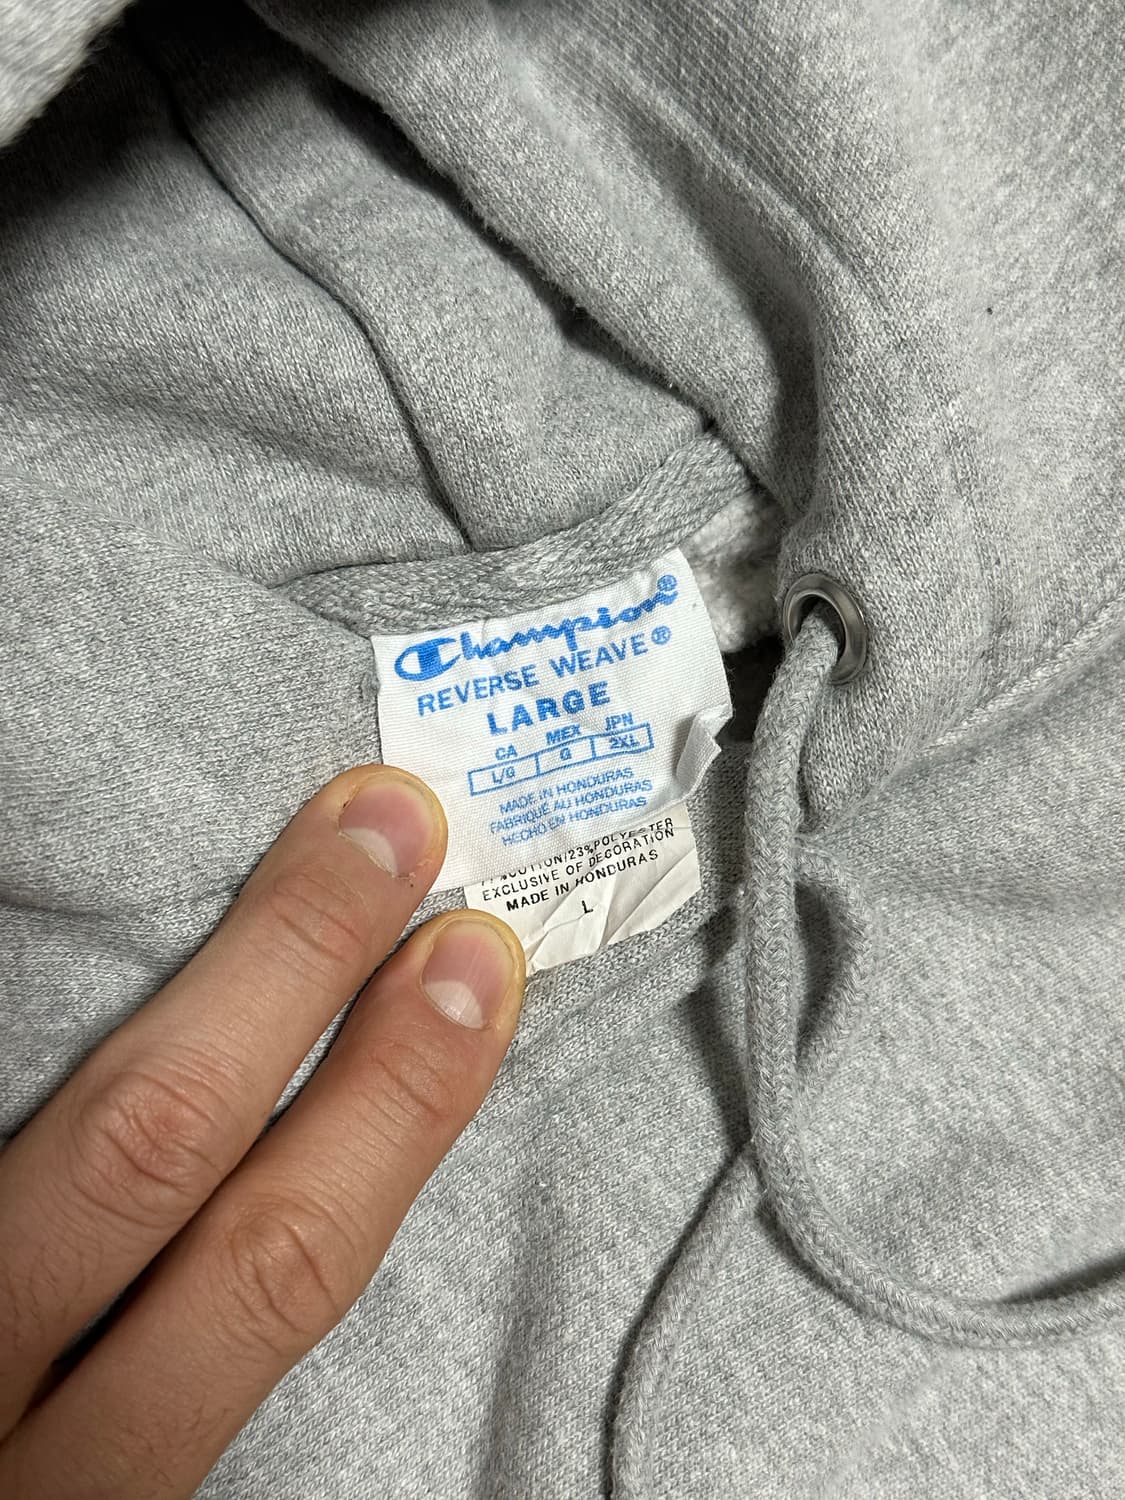 Champion®
REVERSE WEAVE®
LARGE
CA MEX JPN
L/G G 2XL
MADE IN HONDURAS
FABRIQUÉ AU HONDURAS
HECHO EN HONDURAS
COTTON/23%POLYESTER
EXCLUSIVE OF DECORATION
MADE IN HONDURAS
L